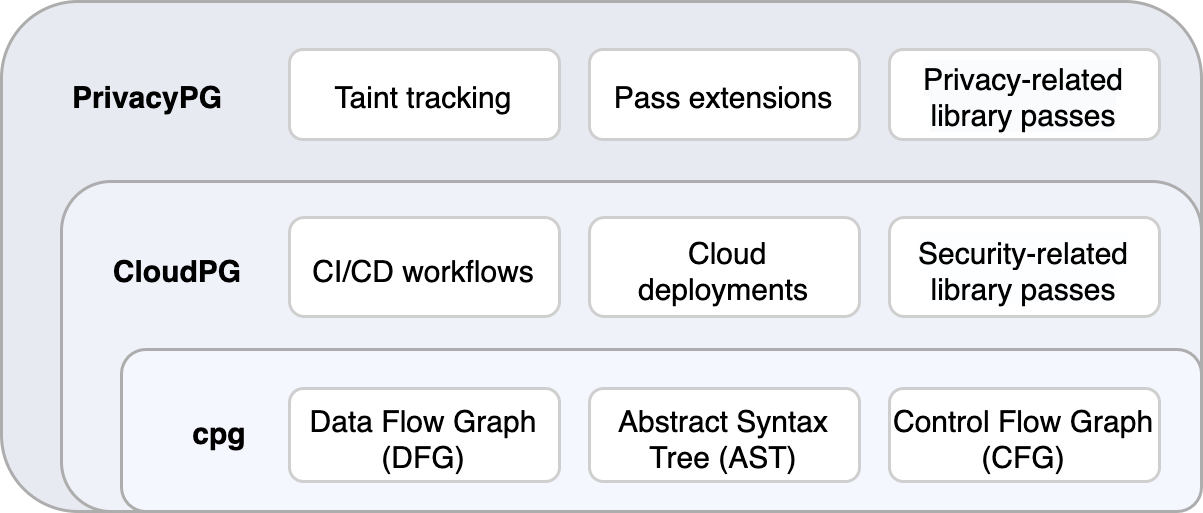 PrivacyPG
Taint tracking
Pass extensions
Privacy-related
library passes
CloudPG
CI/CD workflows
Cloud
deployments
Security-related
library passes
cpg
Data Flow Graph
(DFG)
Abstract Syntax
Tree (AST)
Control Flow Graph
(CFG)